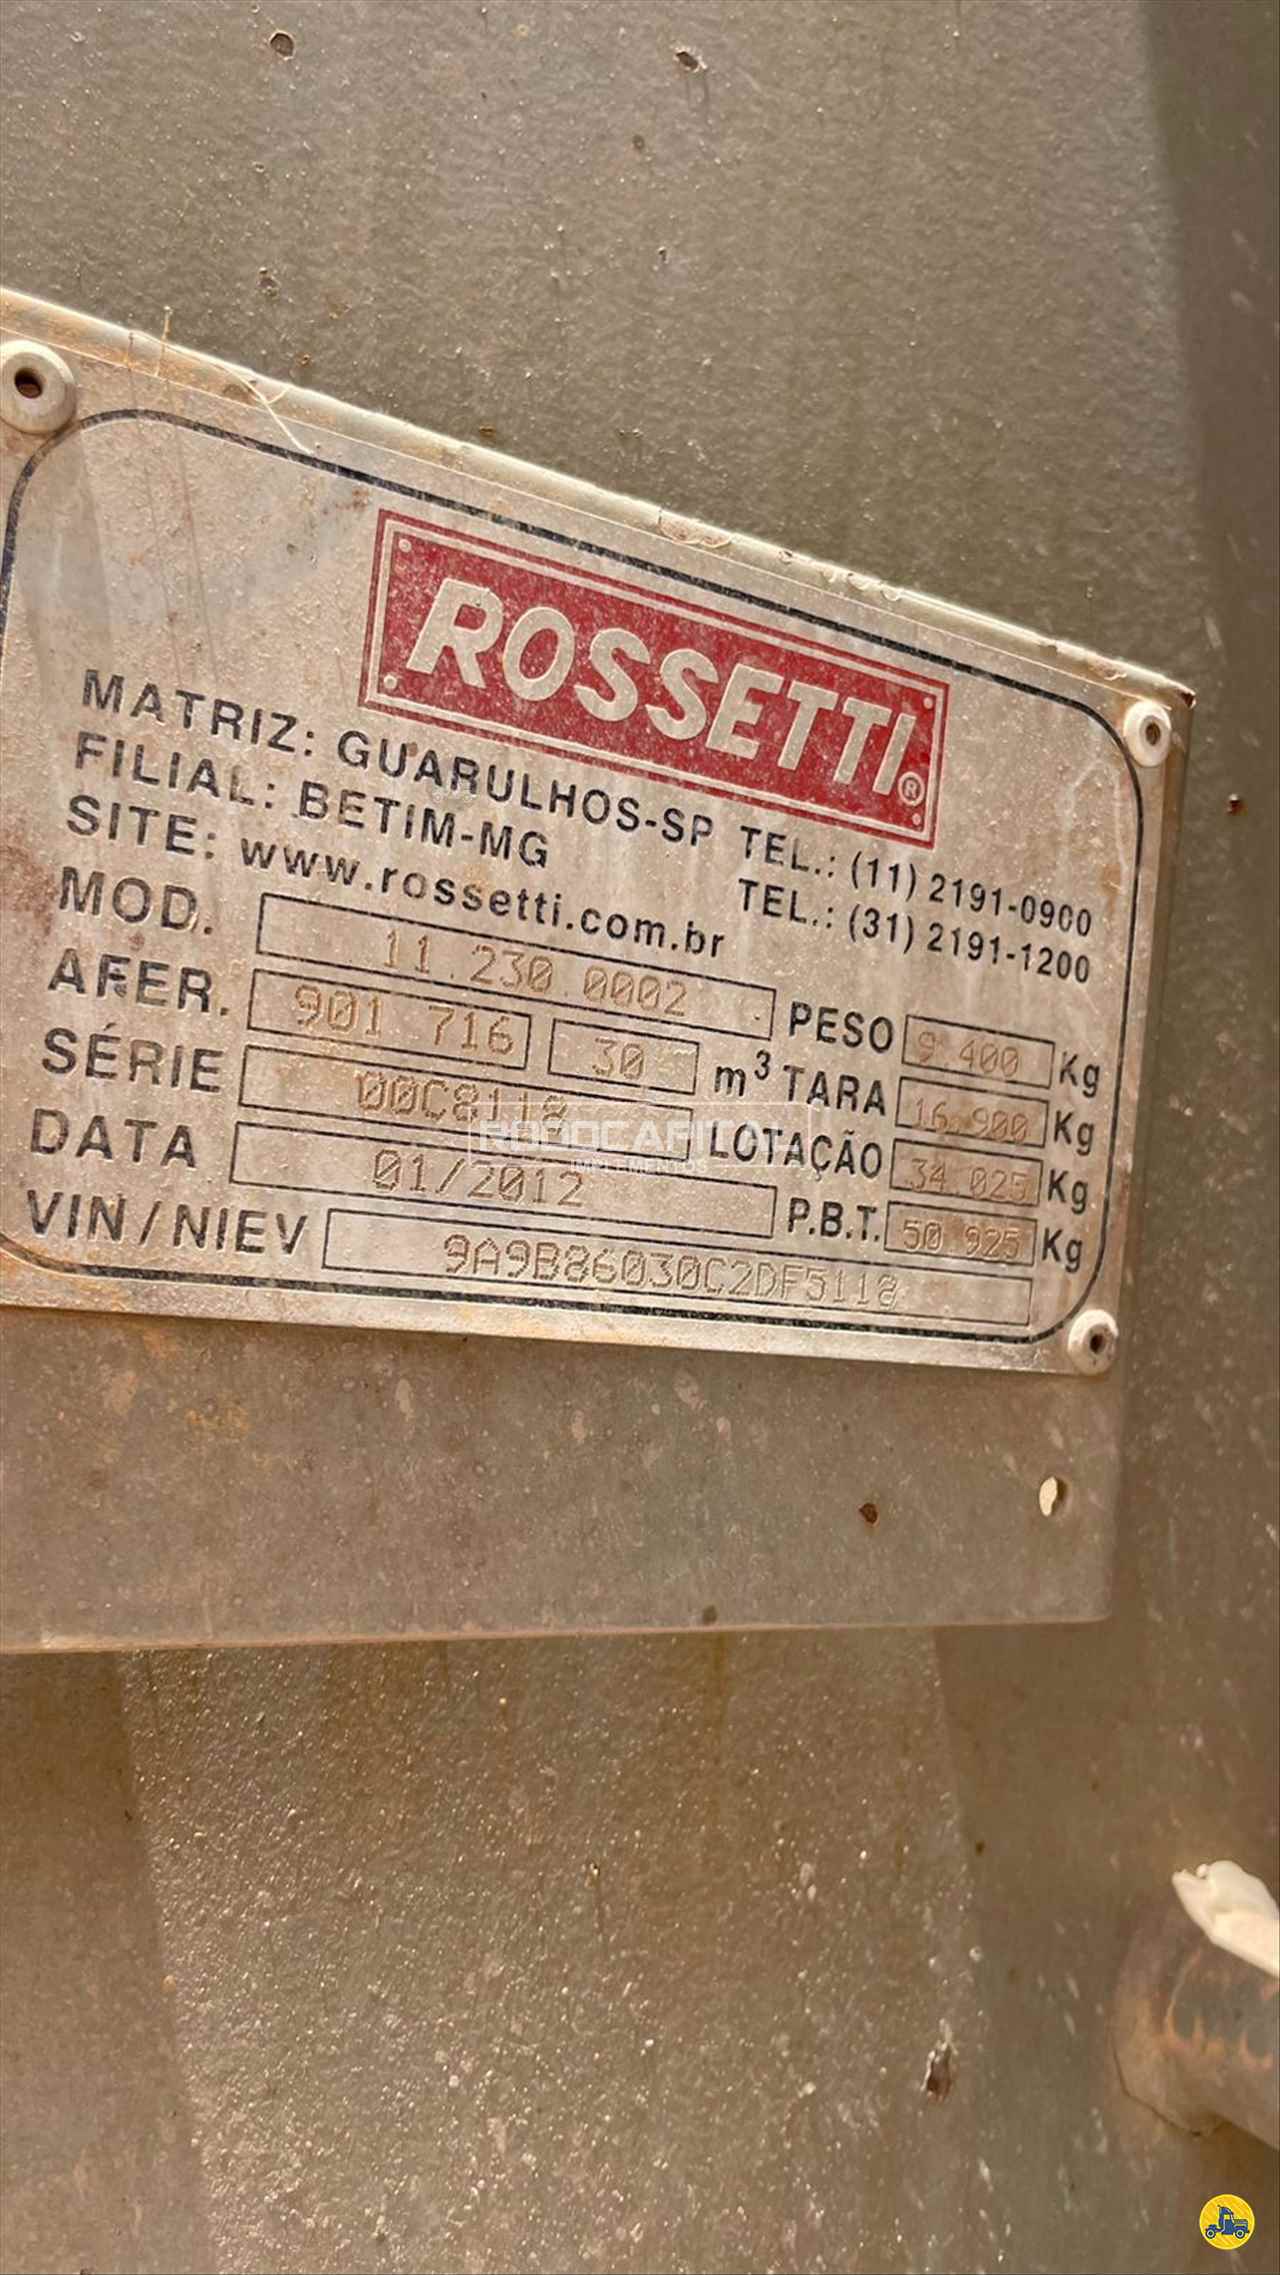 ROSSETTI®
MATRIZ: GUARULHOS-SP TEL.: (11) 2191-0900
FILIAL: BETIM-MG TEL.: (31) 2191-1200
SITE: www.rossetti.com.br
MOD. 11.230.0002 PESO 9.400 Kg
AFER. 901 716 30 m³ TARA 16.900 Kg
SÉRIE 00C8118 LOTAÇÃO 34.025 Kg
DATA 01/2012 P.B.T. 50.925 Kg
VIN/NIEV 9A9B86030C2DF5118
RODOCAPITAL
IMPLEMENTOS